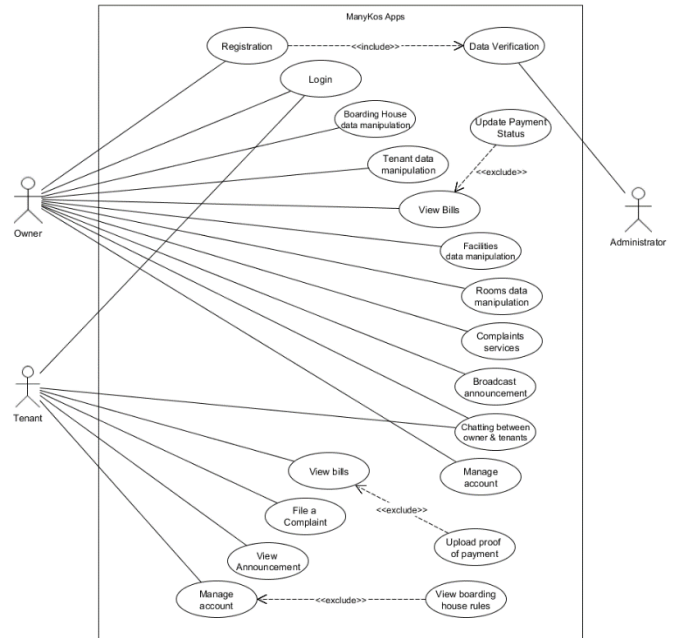 ManyKos Apps
Registration
<<include>>
Data Verification
Login
Boarding House
data manipulation
Update Payment
Status
Tenant data
manipulation
<<exclude>>
View Bills
Owner
Administrator
Facilities
data manipulation
Rooms data
manipulation
Complaints
services
Broadcast
announcement
Tenant
Chatting between
owner & tenants
View bills
Manage
account
<<exclude>>
File a
Complaint
Upload proof
of payment
View
Announcement
Manage
account
<<exclude>>
View boarding
house rules